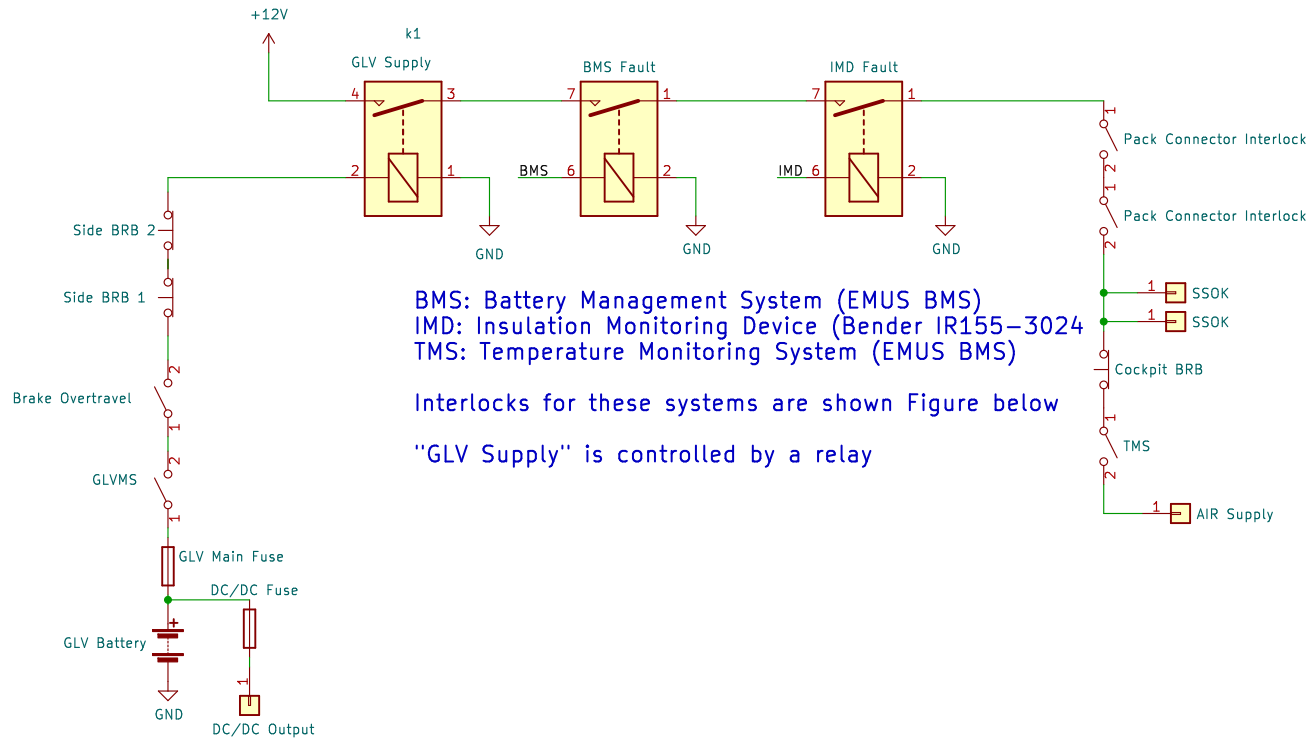 +12V
k1
GLV Supply
BMS Fault
IMD Fault
4
3
7
1
7
1
1
Pack Connector Interlock
2
2
1
BMS
6
2
IMD
6
2
1
Pack Connector Interlock
2
Side BRB 2
GND
GND
GND
Side BRB 1
BMS: Battery Management System (EMUS BMS)
IMD: Insulation Monitoring Device (Bender IR155-3024
TMS: Temperature Monitoring System (EMUS BMS)
1
SSOK
1
SSOK
2
Brake Overtravel
1
Interlocks for these systems are shown Figure below
Cockpit BRB
2
GLVMS
1
"GLV Supply" is controlled by a relay
1
TMS
2
1
AIR Supply
GLV Main Fuse
DC/DC Fuse
+
GLV Battery
1
GND
DC/DC Output